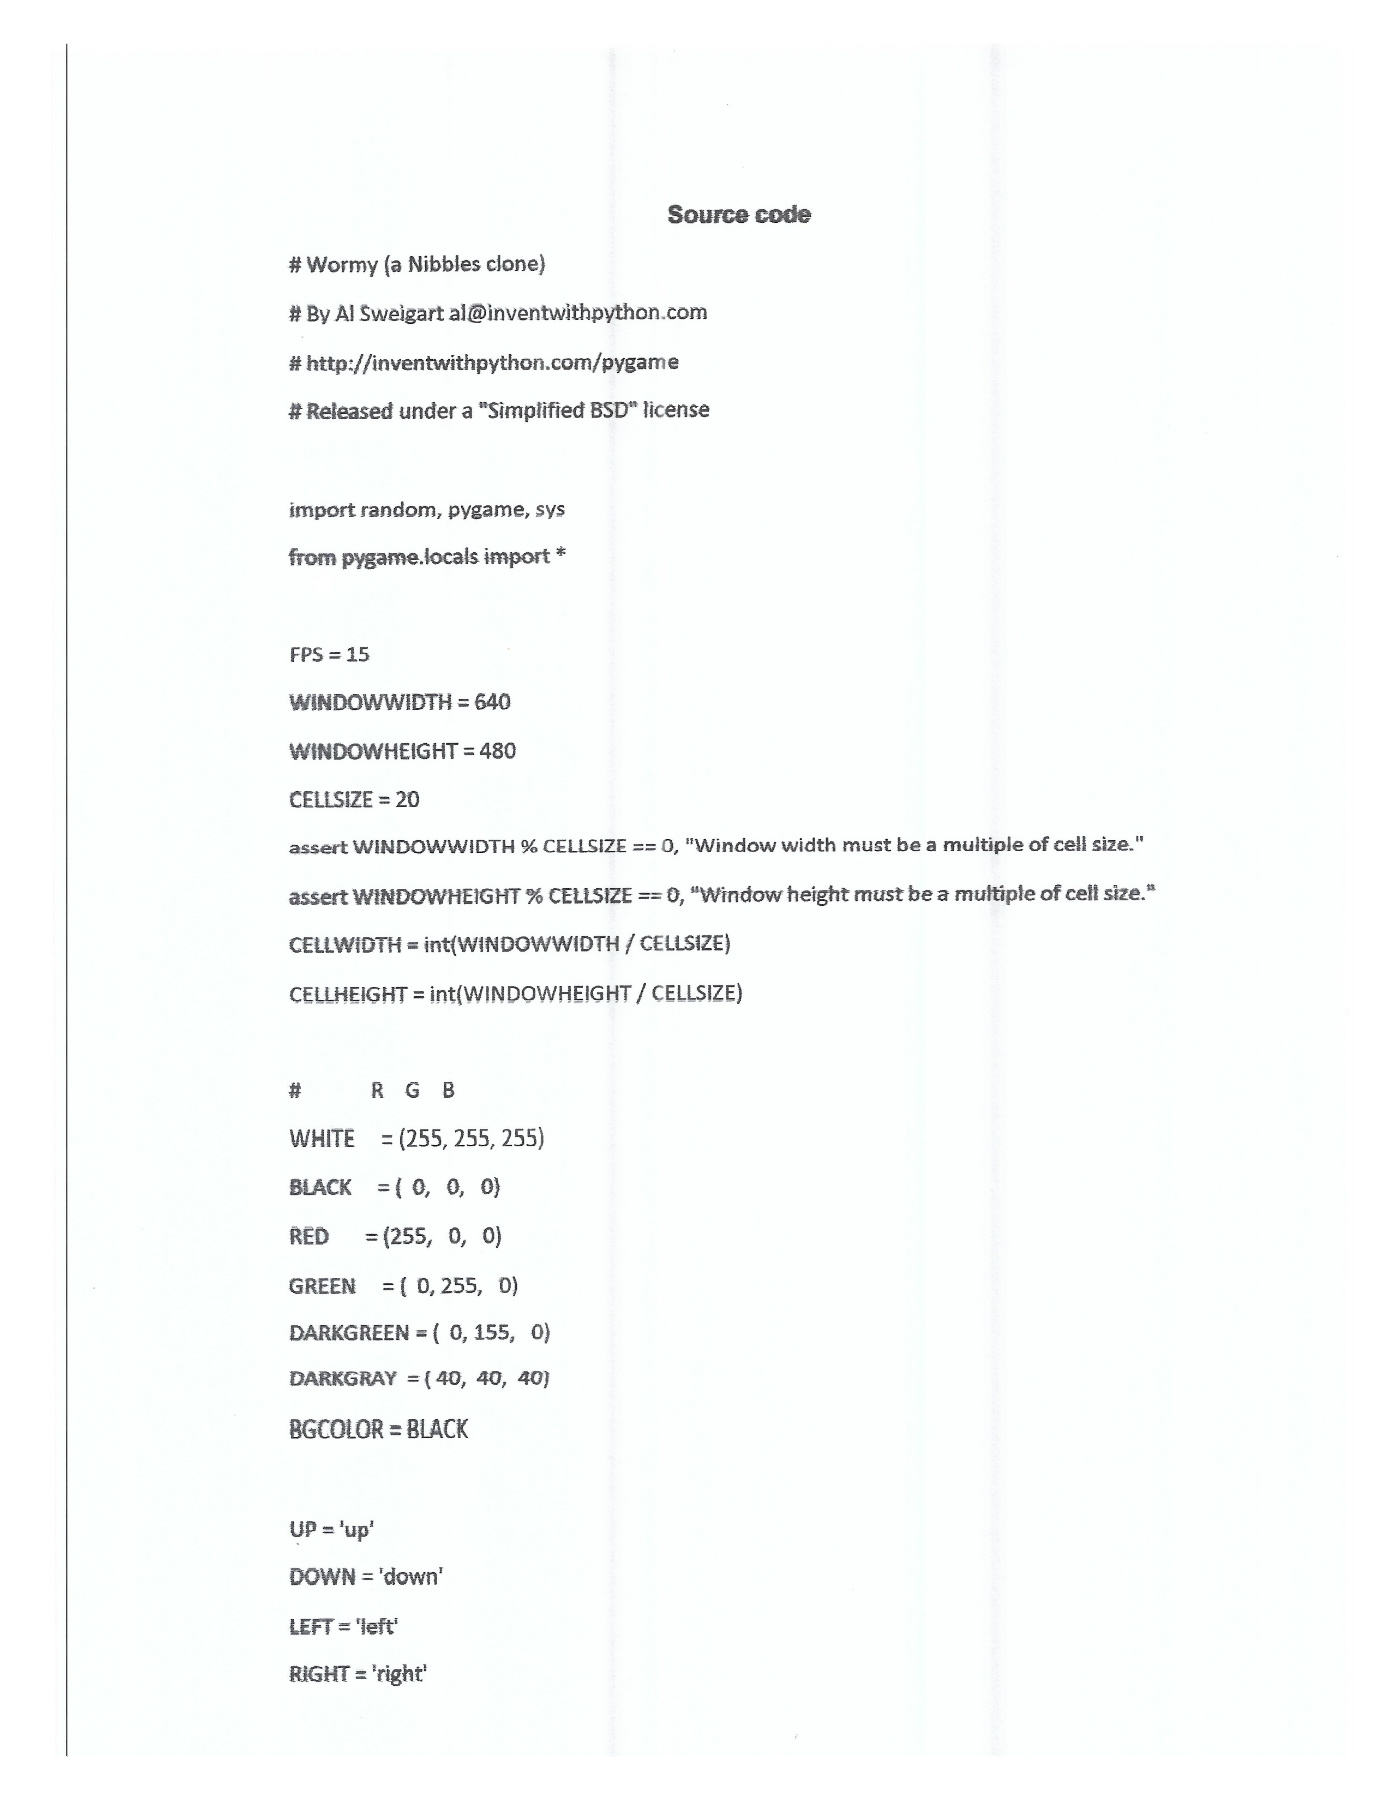 Source code
# Wormy (a Nibbles clone)
# By Al Sweigart al@inventwithpython.com
# http://inventwithpython.com/pygame
# Released under a "Simplified BSD" license
import random, pygame, sys
from pygame.locals import *
FPS = 15
WINDOWWIDTH = 640
WINDOWHEIGHT = 480
CELLSIZE = 20
assert WINDOWWIDTH % CELLSIZE == 0, "Window width must be a multiple of cell size."
assert WINDOWHEIGHT % CELLSIZE == 0, "Window height must be a multiple of cell size."
CELLWIDTH = int(WINDOWWIDTH / CELLSIZE)
CELLHEIGHT = int(WINDOWHEIGHT / CELLSIZE)
#             R    G    B
WHITE     = (255, 255, 255)
BLACK     = (  0,   0,   0)
RED       = (255,   0,   0)
GREEN     = (  0, 255,   0)
DARKGREEN = (  0, 155,   0)
DARKGRAY  = ( 40,  40,  40)
BGCOLOR = BLACK
UP = 'up'
DOWN = 'down'
LEFT = 'left'
RIGHT = 'right'